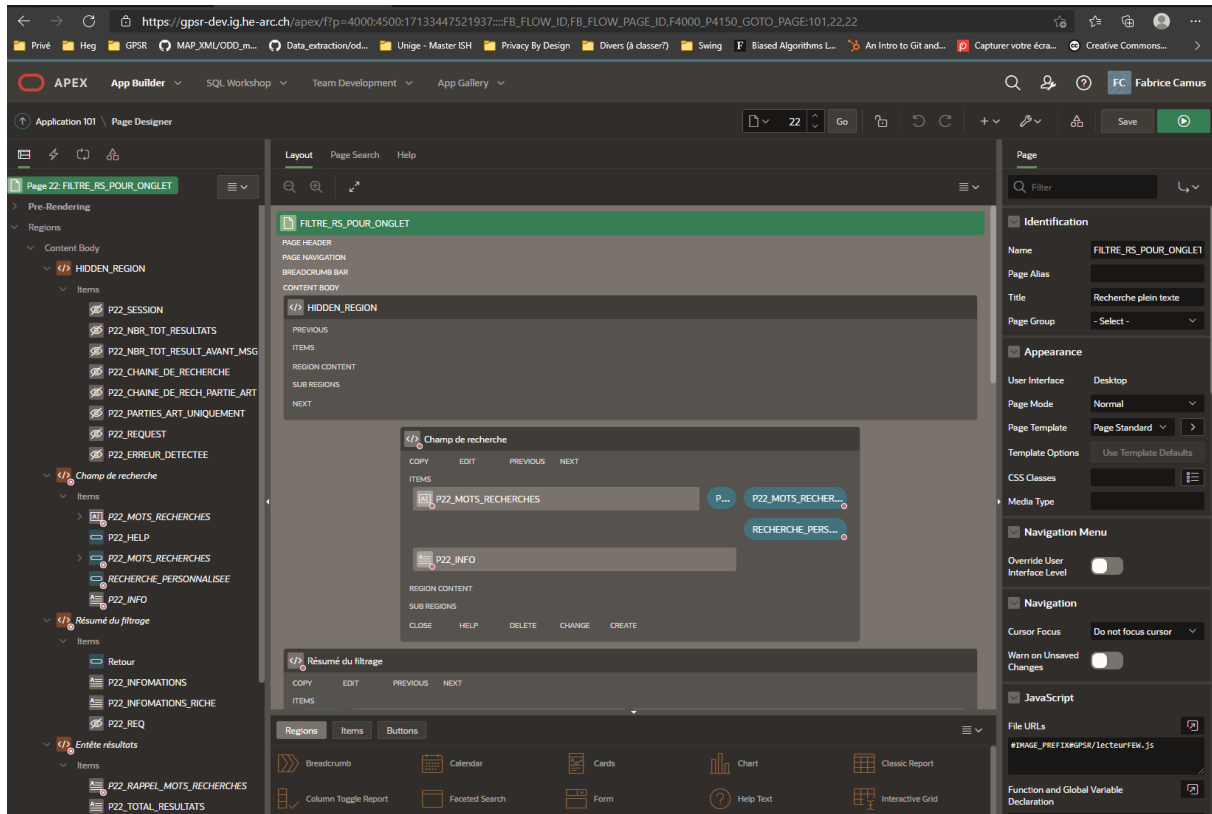 https://gpsr-dev.ig.he-arc.ch/apex/f?p=4000:4500:17133447521937::::FB_FLOW_ID,FB_FLOW_PAGE_ID,F4000_P4150_GOTO_PAGE:101,22,22
Privé Heg GPSR MAP_XML/ODD_m... Data_extraction/od... Unige - Master ISH Privacy By Design Divers (à classer?) Swing Biased Algorithms L... An Intro to Git and... Capturer votre écra... Creative Commons...
APEX App Builder SQL Workshop Team Development App Gallery FC Fabrice Camus
Application 101 \ Page Designer 22 Go Save
Page 22: FILTRE_RS_POUR_ONGLET
Pre-Rendering
Regions
Content Body
HIDDEN_REGION
Items
P22_SESSION
P22_NBR_TOT_RESULTATS
P22_NBR_TOT_RESULT_AVANT_MSG
P22_CHAINE_DE_RECHERCHE
P22_CHAINE_DE_RECH_PARTIE_ART
P22_PARTIES_ART_UNIQUEMENT
P22_REQUEST
P22_ERREUR_DETECTEE
Champ de recherche
Items
P22_MOTS_RECHERCHES
P22_HELP
P22_MOTS_RECHERCHES
RECHERCHE_PERSONNALISEE
P22_INFO
Résumé du filtrage
Items
Retour
P22_INFOMATIONS
P22_INFOMATIONS_RICHE
P22_REQ
Entête résultats
Items
P22_RAPPEL_MOTS_RECHERCHES
P22_TOTAL_RESULTATS
Layout Page Search Help
FILTRE_RS_POUR_ONGLET
PAGE HEADER
PAGE NAVIGATION
BREADCRUMB BAR
CONTENT BODY
HIDDEN_REGION
PREVIOUS
ITEMS
REGION CONTENT
SUB REGIONS
NEXT
Champ de recherche
COPY EDIT PREVIOUS NEXT
ITEMS
P22_MOTS_RECHERCHES P... P22_MOTS_RECHER...
RECHERCHE_PERS...
P22_INFO
REGION CONTENT
SUB REGIONS
CLOSE HELP DELETE CHANGE CREATE
Résumé du filtrage
COPY EDIT PREVIOUS NEXT
ITEMS
Regions Items Buttons
Breadcrumb Calendar Cards Chart Classic Report
Column Toggle Report Faceted Search Form Help Text Interactive Grid
Page
Filter
Identification
Name FILTRE_RS_POUR_ONGLET
Page Alias
Title Recherche plein texte
Page Group - Select -
Appearance
User Interface Desktop
Page Mode Normal
Page Template Page Standard
Template Options Use Template Defaults
CSS Classes
Media Type
Navigation Menu
Override User
Interface Level
Navigation
Cursor Focus Do not focus cursor
Warn on Unsaved
Changes
JavaScript
File URLs
#IMAGE_PREFIX#GPSR/lecteurFEW.js
Function and Global Variable
Declaration